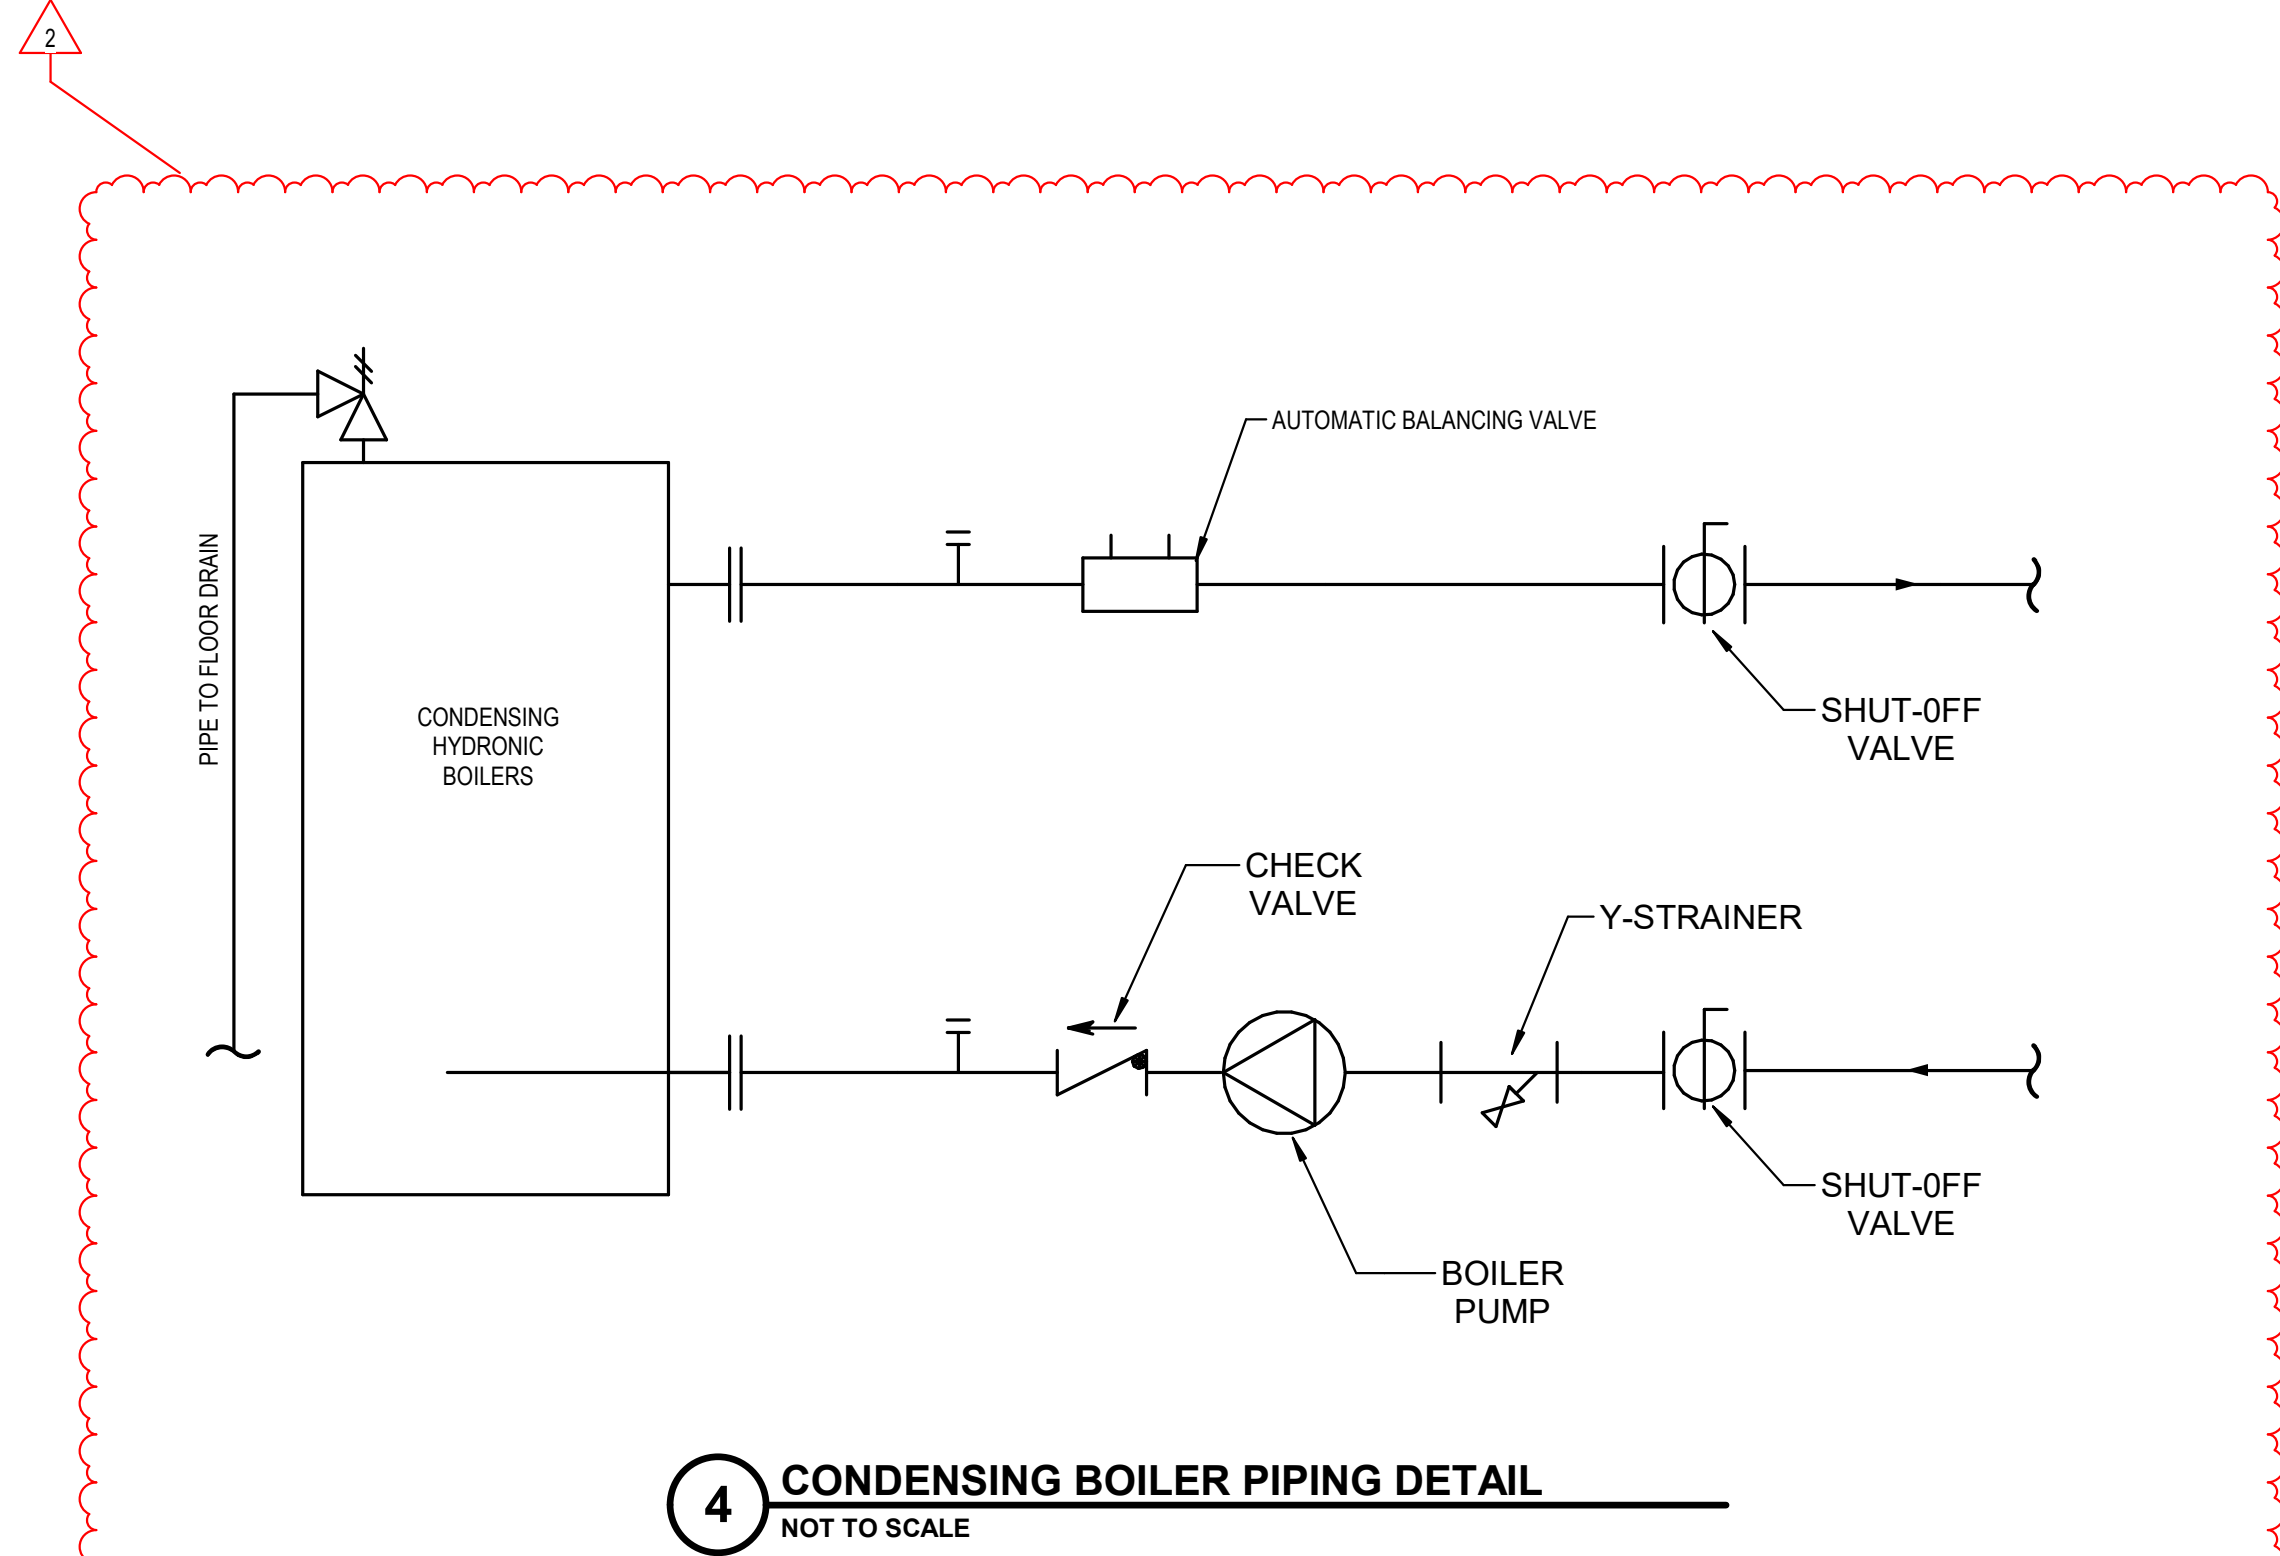 2
AUTOMATIC BALANCING VALVE
PIPE TO FLOOR DRAIN
CONDENSING
HYDRONIC
BOILERS
SHUT-0FF
VALVE
CHECK
VALVE
Y-STRAINER
SHUT-0FF
VALVE
BOILER
PUMP
4
CONDENSING BOILER PIPING DETAIL
NOT TO SCALE